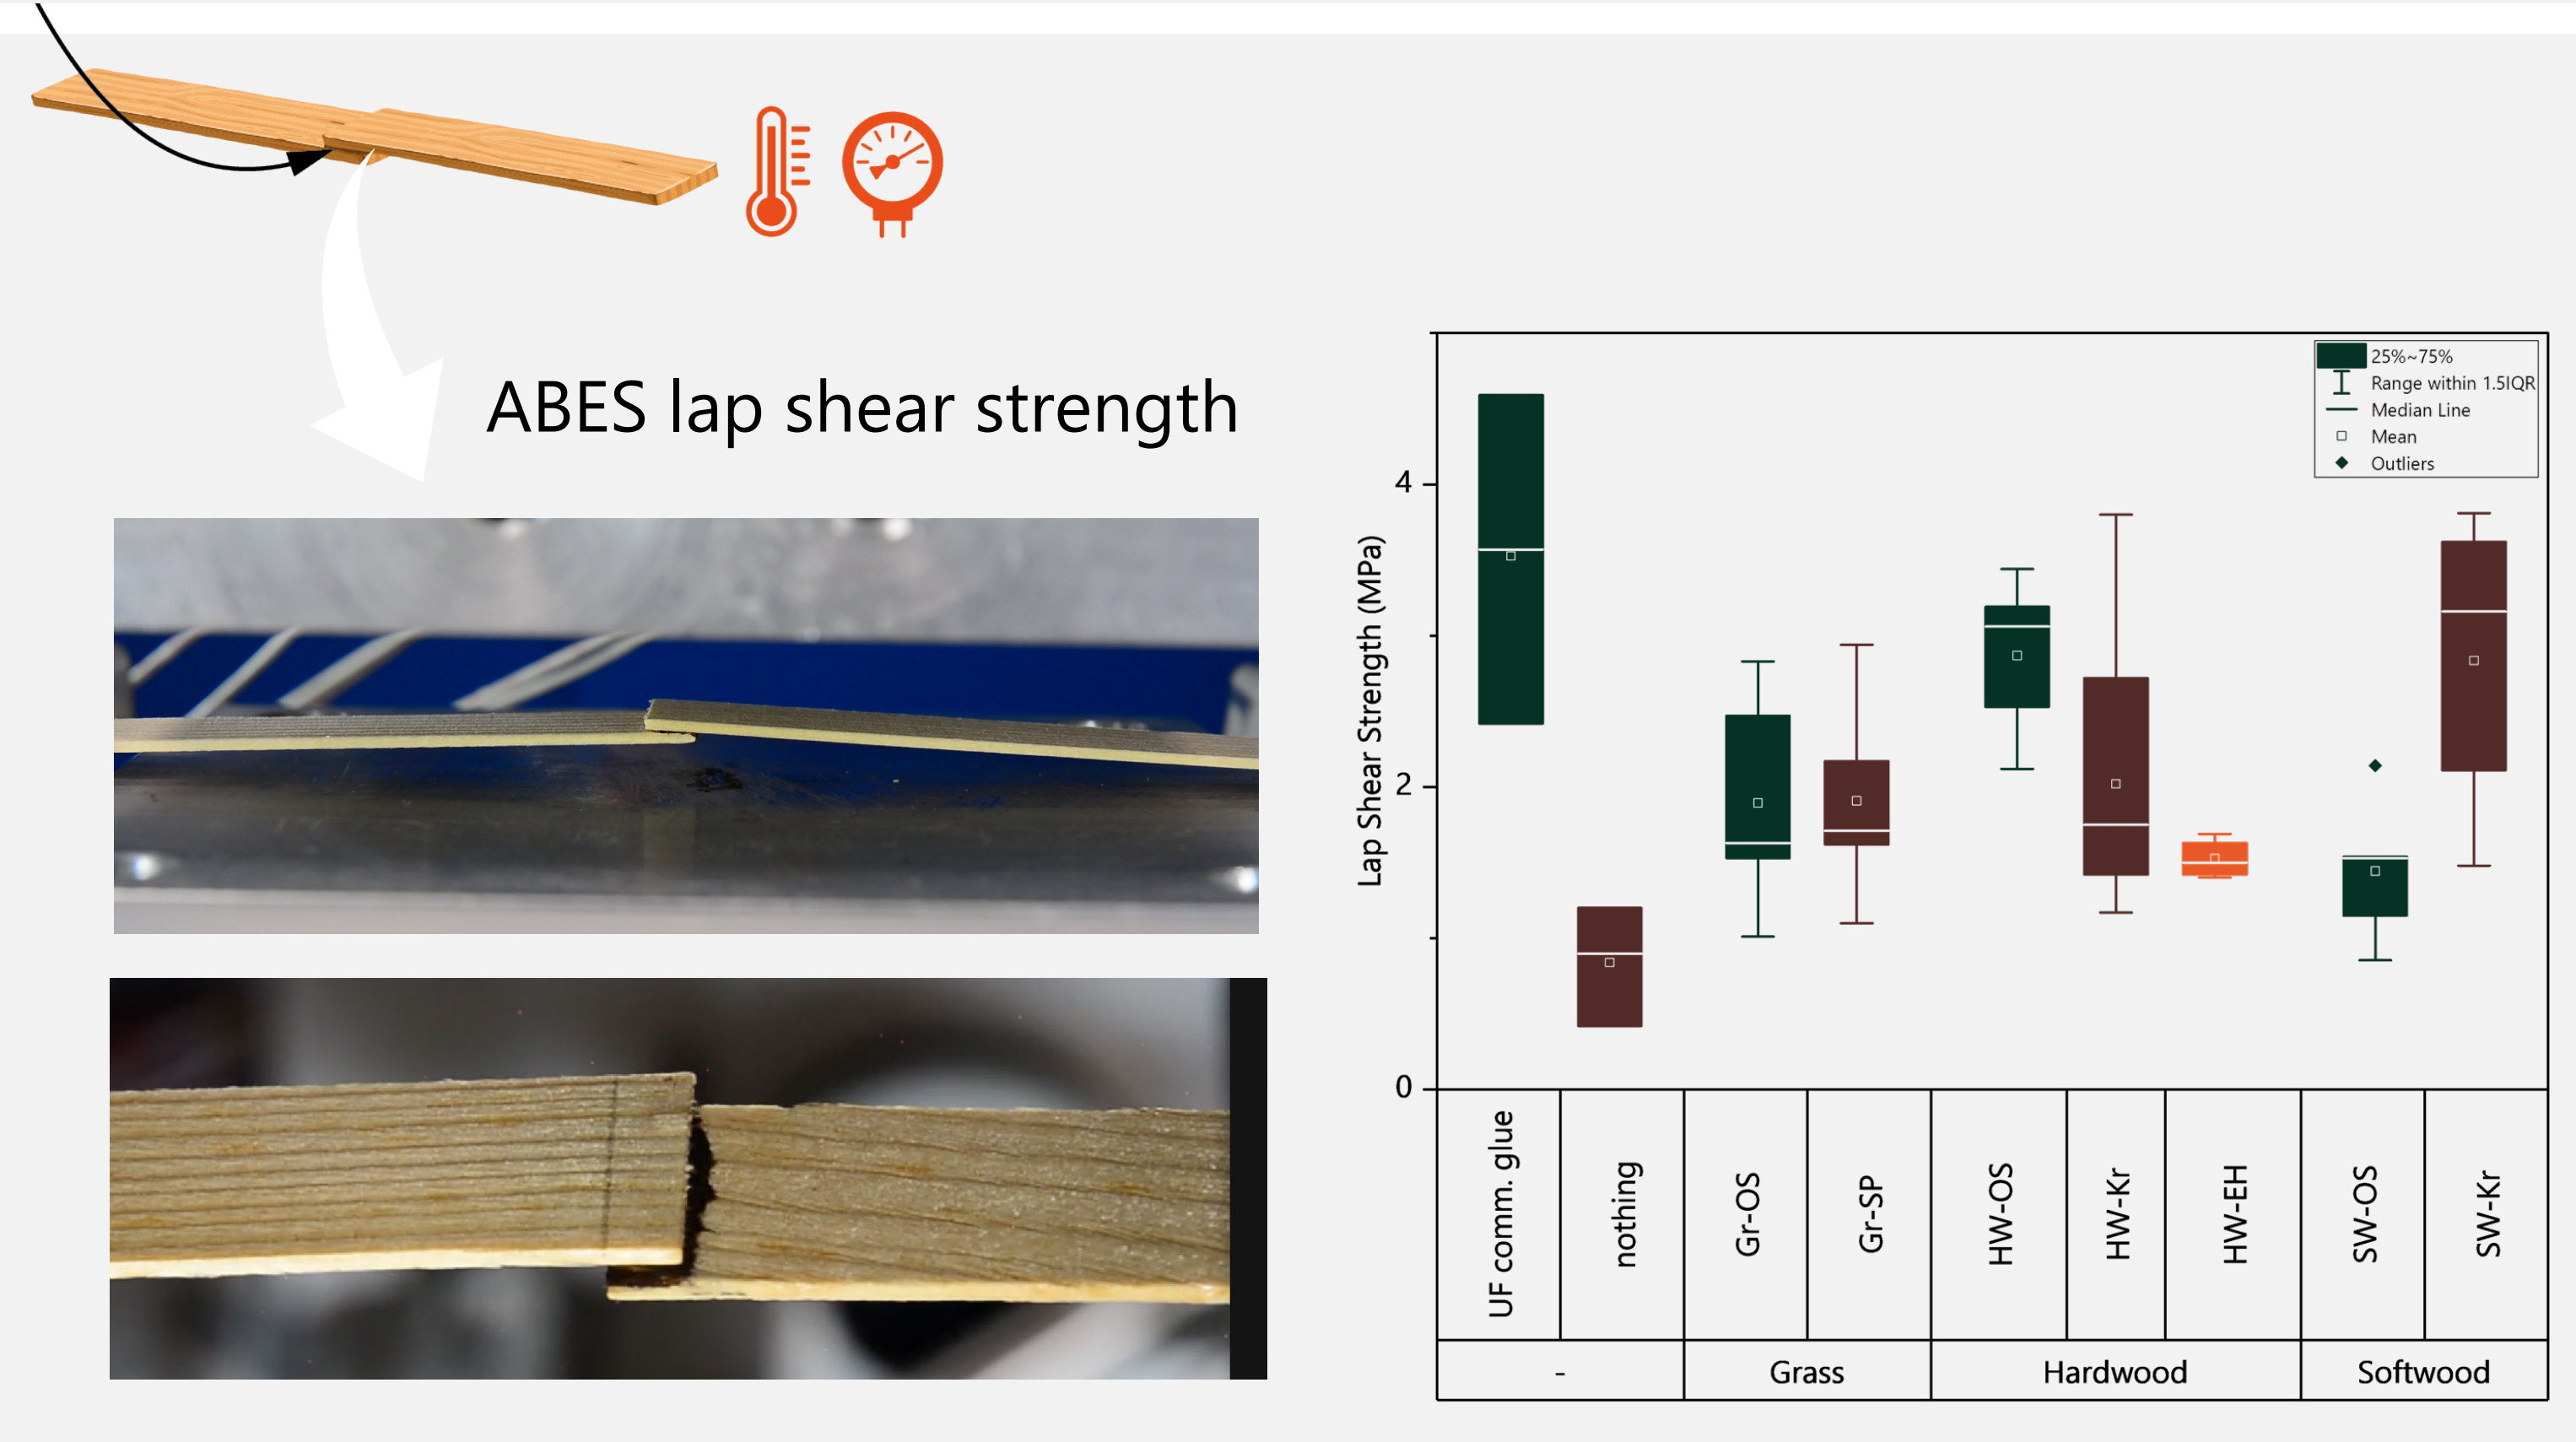 ABES lap shear strength
25%~75%
Range within 1.5IQR
Median Line
Mean
Outliers
Lap Shear Strength (MPa)
4
2
0
UF comm. glue
nothing
Gr-OS
Gr-SP
HW-OS
HW-Kr
HW-EH
SW-OS
SW-Kr
-
Grass
Hardwood
Softwood